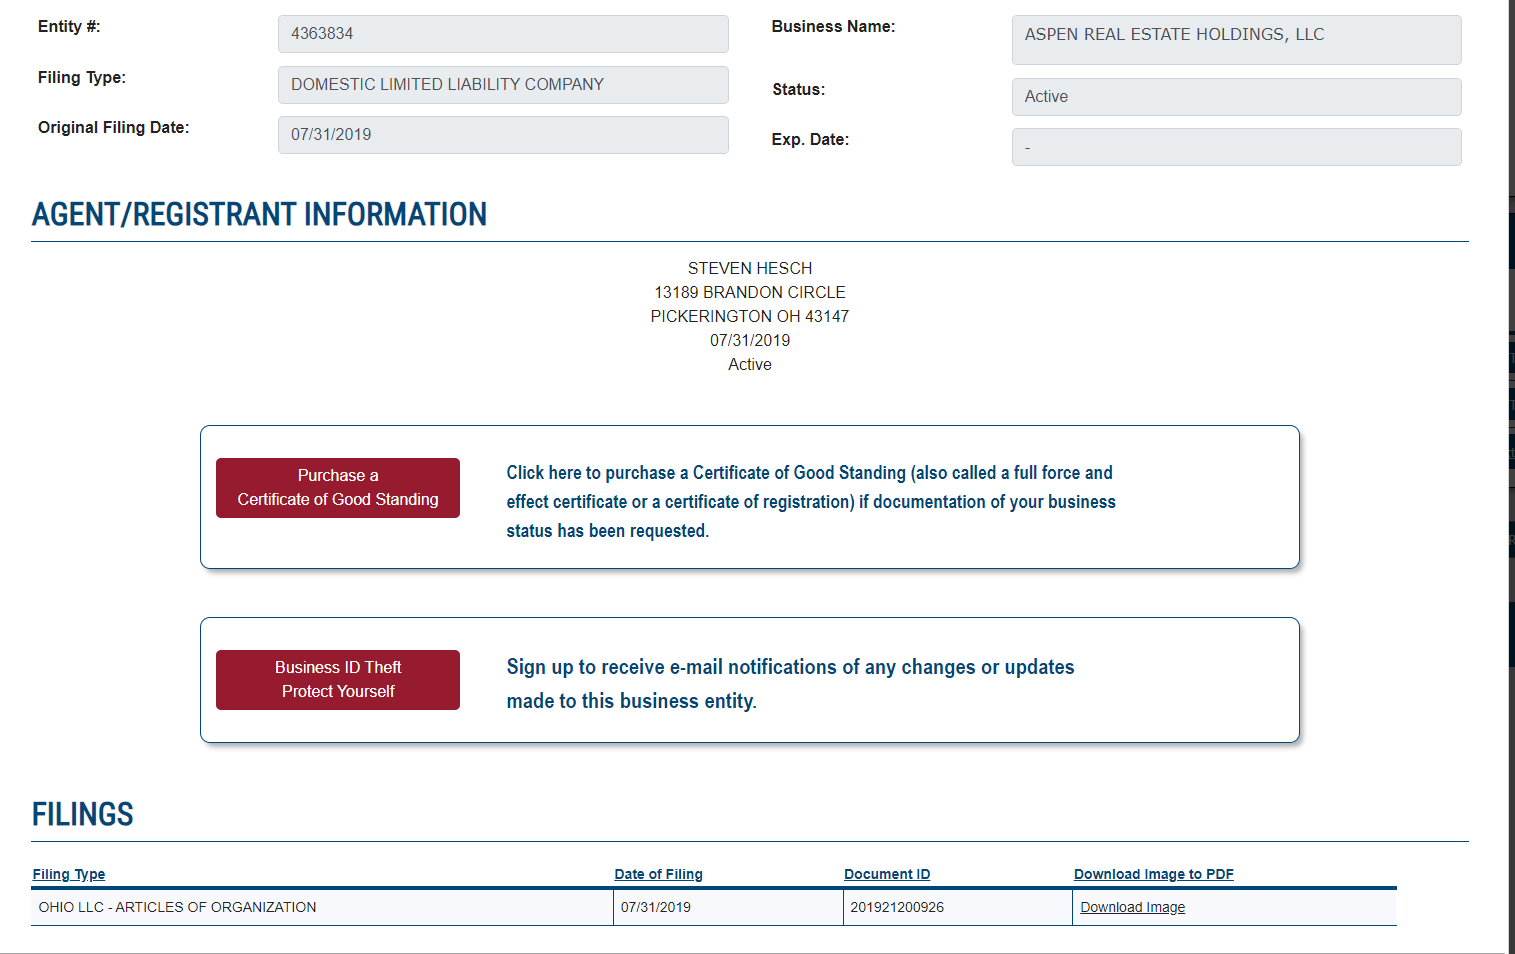 Entity #:
4363834
Business Name:
ASPEN REAL ESTATE HOLDINGS, LLC
Filing Type:
DOMESTIC LIMITED LIABILITY COMPANY
Status:
Active
Original Filing Date:
07/31/2019
Exp. Date:
-
AGENT/REGISTRANT INFORMATION
STEVEN HESCH
13189 BRANDON CIRCLE
PICKERINGTON OH 43147
07/31/2019
Active
Purchase a
Certificate of Good Standing
Click here to purchase a Certificate of Good Standing (also called a full force and
effect certificate or a certificate of registration) if documentation of your business
status has been requested.
Business ID Theft
Protect Yourself
Sign up to receive e-mail notifications of any changes or updates
made to this business entity.
FILINGS
Filing Type
Date of Filing
Document ID
Download Image to PDF
OHIO LLC - ARTICLES OF ORGANIZATION
07/31/2019
201921200926
Download Image